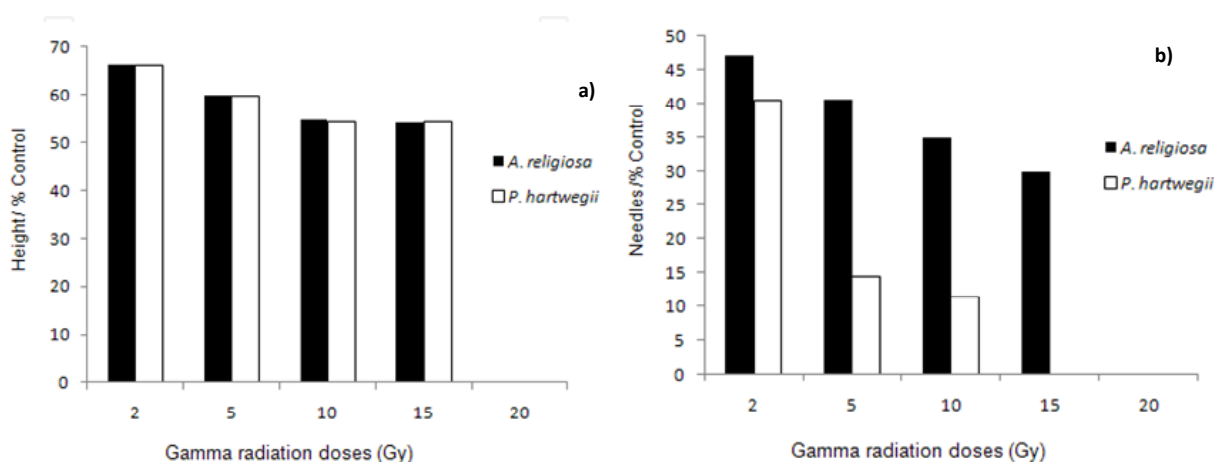 70
60
50
40
30
20
10
0
Height/ % Control
2 5 10 15 20
Gamma radiation doses (Gy)
a)
A. religiosa
P. hartwegii
50
45
40
35
30
25
20
15
10
5
0
Needles/% Control
2 5 10 15 20
Gamma radiation doses (Gy)
b)
A. religiosa
P. hartwegii